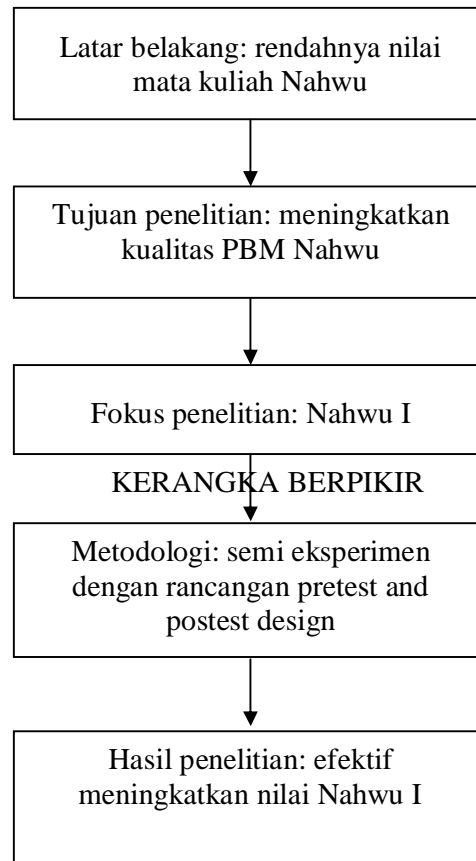 Latar belakang: rendahnya nilai
mata kuliah Nahwu
Tujuan penelitian: meningkatkan
kualitas PBM Nahwu
Fokus penelitian: Nahwu I
KERANGKA BERPIKIR
Metodologi: semi eksperimen
dengan rancangan pretest and
postest design
Hasil penelitian: efektif
meningkatkan nilai Nahwu I